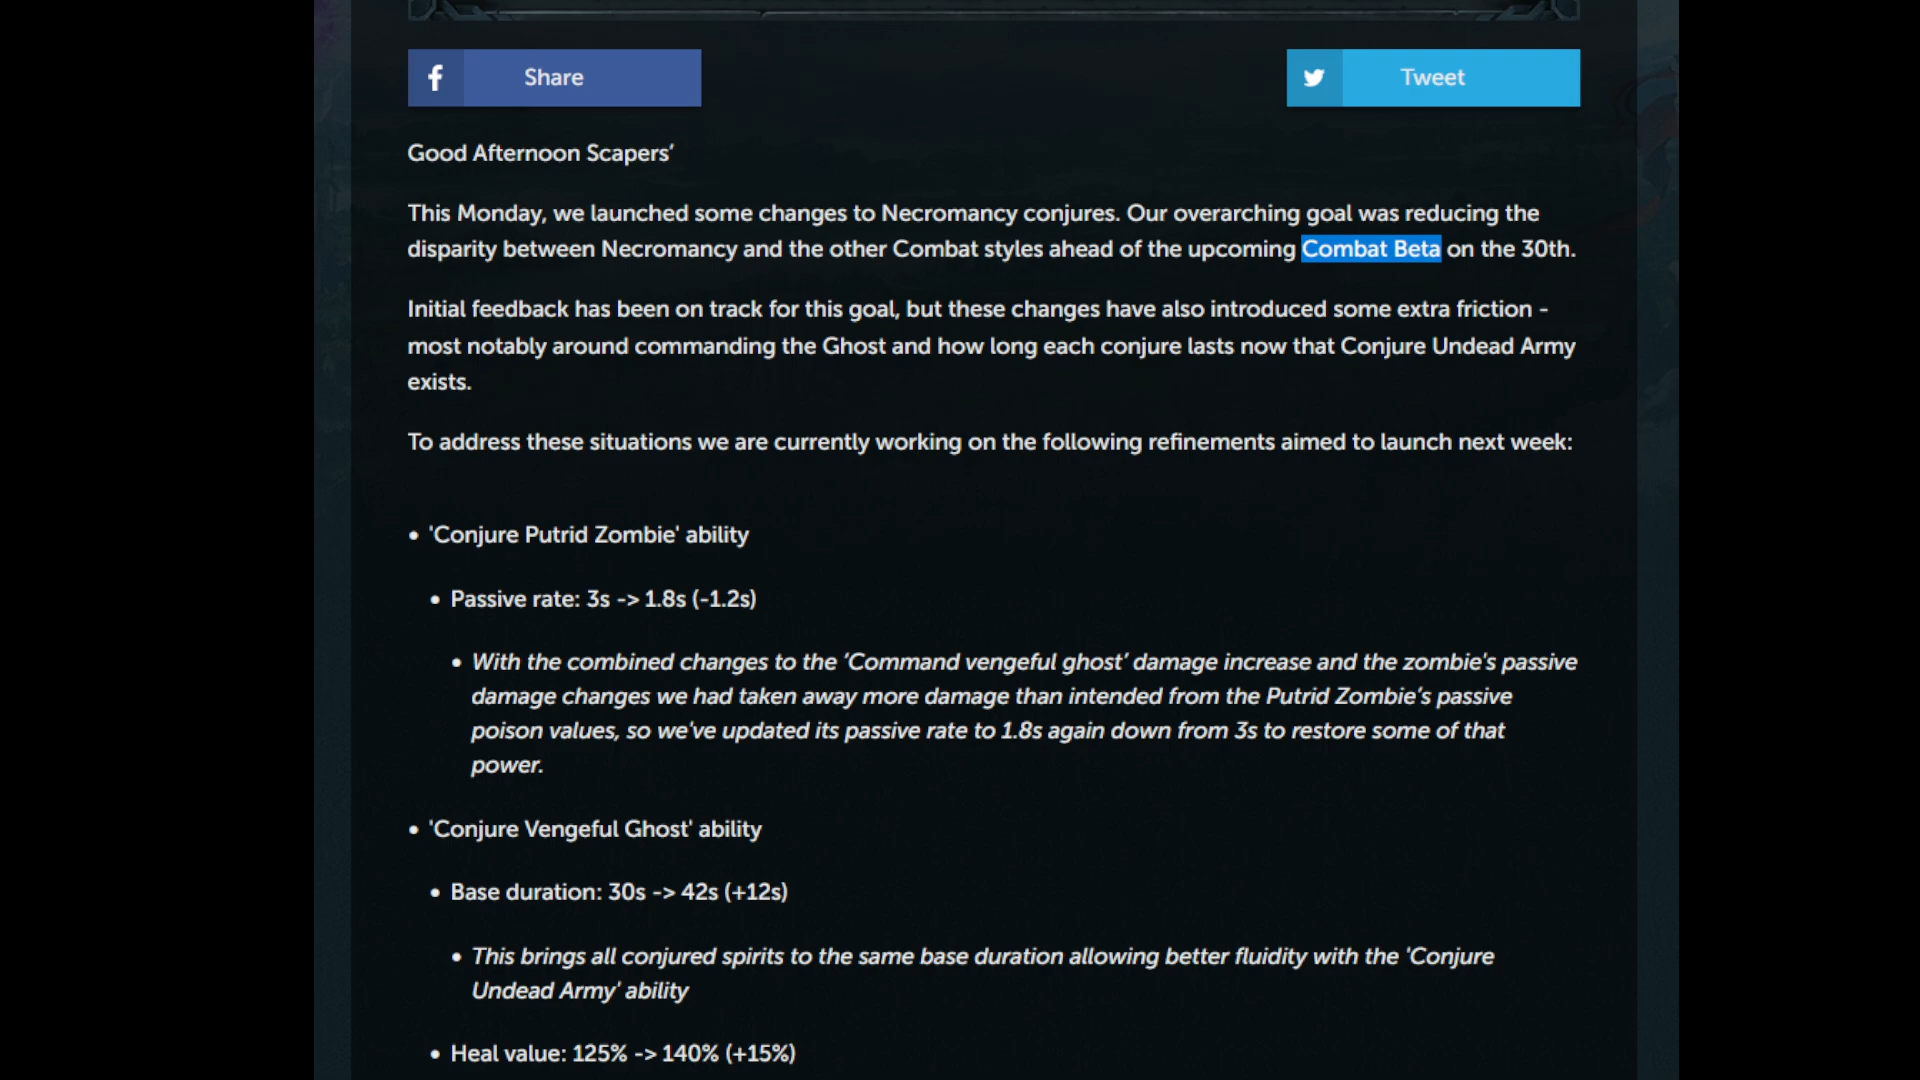 Share
Tweet
Good Afternoon Scapers’
This Monday, we launched some changes to Necromancy conjures. Our overarching goal was reducing the
disparity between Necromancy and the other Combat styles ahead of the upcoming Combat Beta on the 30th.
Initial feedback has been on track for this goal, but these changes have also introduced some extra friction -
most notably around commanding the Ghost and how long each conjure lasts now that Conjure Undead Army
exists.
To address these situations we are currently working on the following refinements aimed to launch next week:
• 'Conjure Putrid Zombie' ability
• Passive rate: 3s -> 1.8s (-1.2s)
• With the combined changes to the ‘Command vengeful ghost’ damage increase and the zombie's passive
damage changes we had taken away more damage than intended from the Putrid Zombie’s passive
poison values, so we've updated its passive rate to 1.8s again down from 3s to restore some of that
power.
• 'Conjure Vengeful Ghost' ability
• Base duration: 30s -> 42s (+12s)
• This brings all conjured spirits to the same base duration allowing better fluidity with the 'Conjure
Undead Army' ability
• Heal value: 125% -> 140% (+15%)